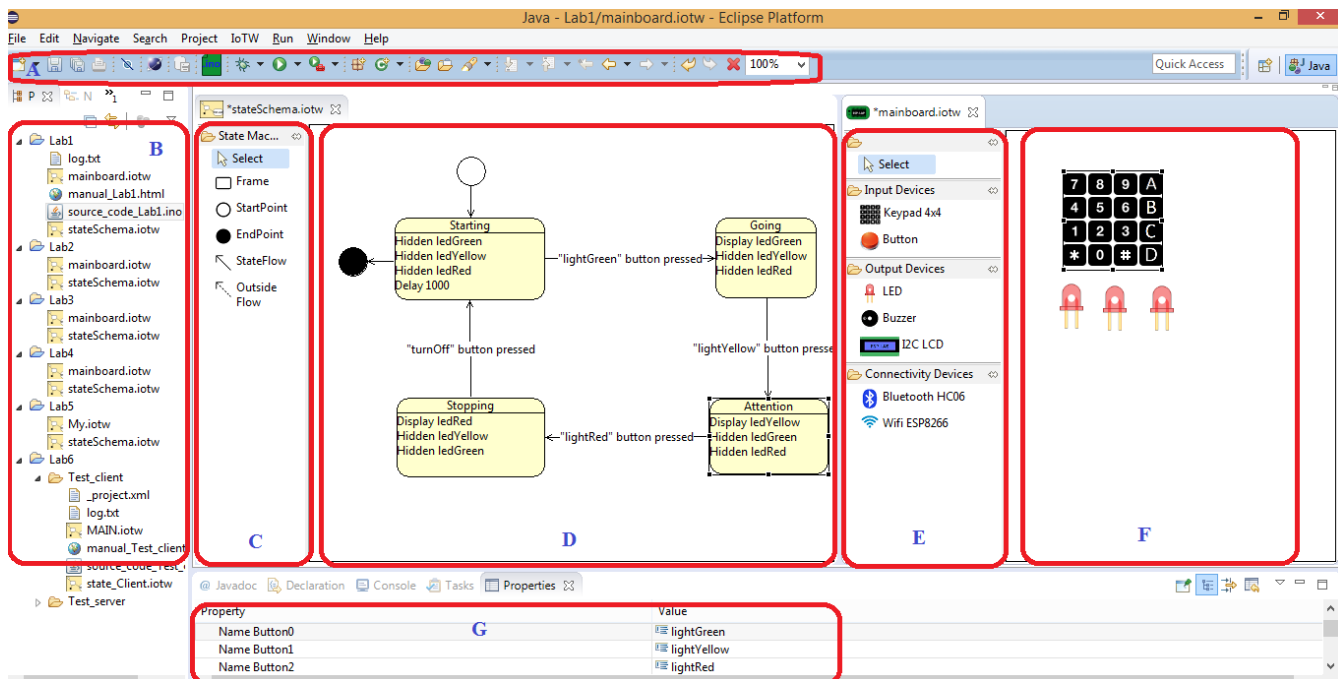 Java - Lab1/mainboard.iotw - Eclipse Platform
File Edit Navigate Search Project IoTW Run Window Help
A .ino 100% Quick Access Java
P N »1
*stateSchema.iotw
*mainboard.iotw
B
Lab1
log.txt
mainboard.iotw
manual_Lab1.html
source_code_Lab1.ino
stateSchema.iotw
Lab2
mainboard.iotw
stateSchema.iotw
Lab3
mainboard.iotw
stateSchema.iotw
Lab4
mainboard.iotw
stateSchema.iotw
Lab5
My.iotw
stateSchema.iotw
Lab6
Test_client
_project.xml
log.txt
MAIN.iotw
manual_Test_client
source_code_Test_
state_Client.iotw
Test_server
State Mac...
Select
Frame
StartPoint
EndPoint
StateFlow
Outside
Flow
C
Starting
Hidden ledGreen
Hidden ledYellow
Hidden ledRed
Delay 1000
"lightGreen" button pressed
Going
Display ledGreen
Hidden ledYellow
Hidden ledRed
"turnOff" button pressed
"lightYellow" button presse
Stopping
Display ledRed
Hidden ledYellow
Hidden ledGreen
"lightRed" button pressed
Attention
Display ledYellow
Hidden ledGreen
Hidden ledRed
D
Select
Input Devices
Keypad 4x4
Button
Output Devices
LED
Buzzer
I2C LCD
Connectivity Devices
Bluetooth HC06
Wifi ESP8266
E
7 8 9 A
4 5 6 B
1 2 3 C
* 0 # D
F
@ Javadoc Declaration Console Tasks Properties
Property Value
G
Name Button0 lightGreen
Name Button1 lightYellow
Name Button2 lightRed